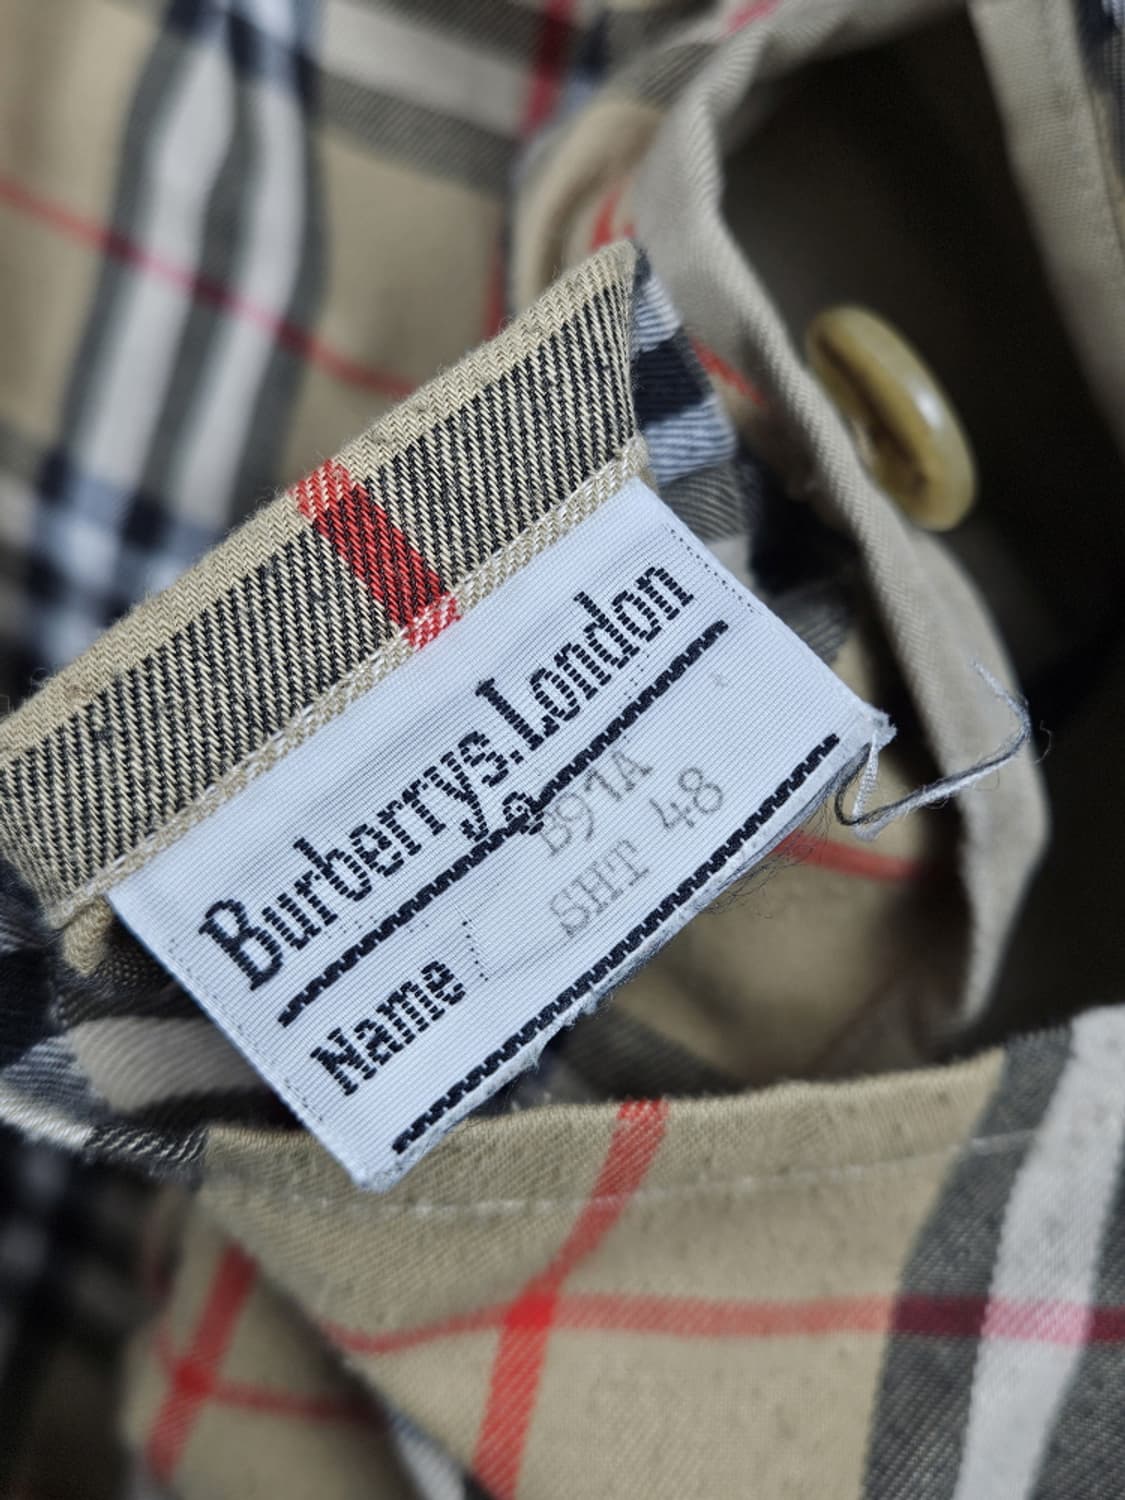 Burberrys.London
B91A
Name SHT 48